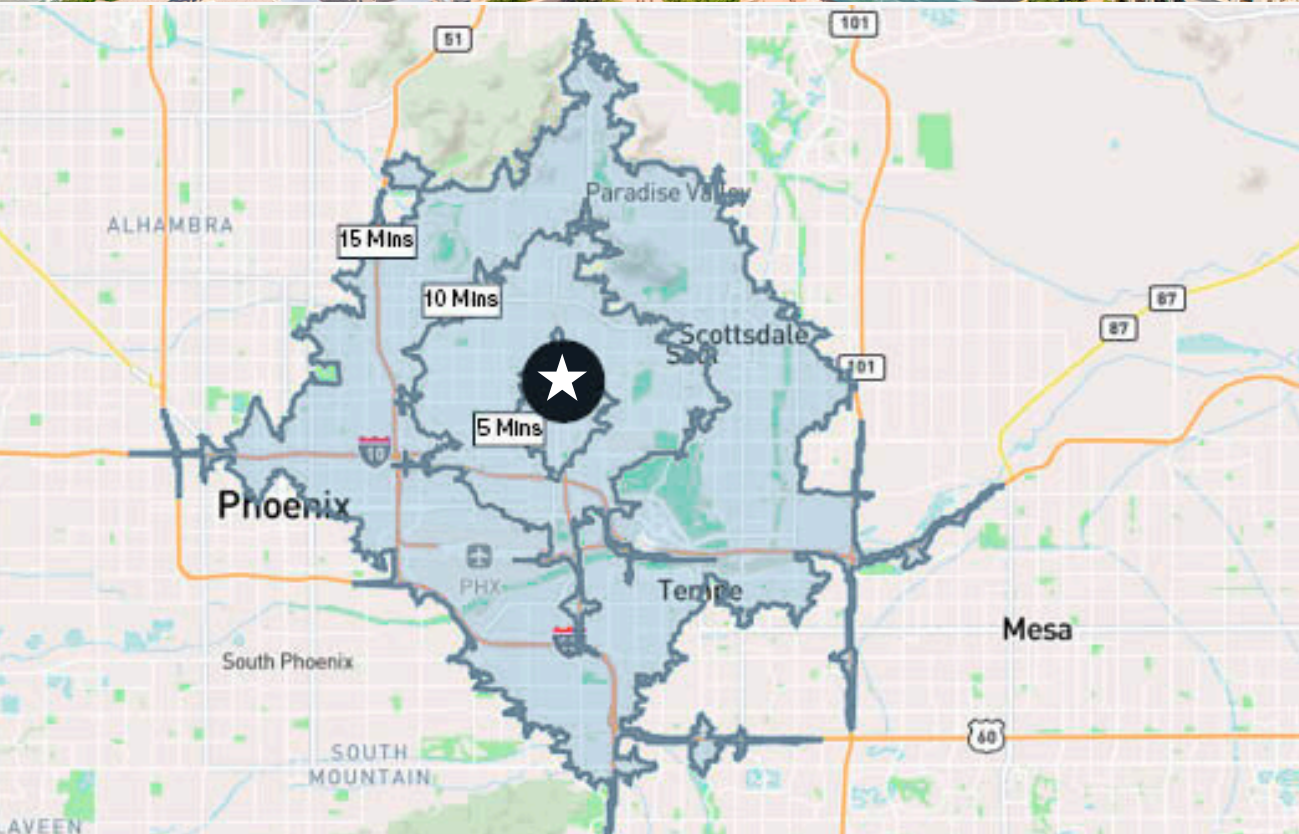 51
101
Paradise Valley
ALHAMBRA
15 Mins
87
10 Mins
87
Scottsdale
101
5 Mins
10
Phoenix
PHX
Tempe
Mesa
South Phoenix
60
SOUTH
MOUNTAIN
LAVEEN